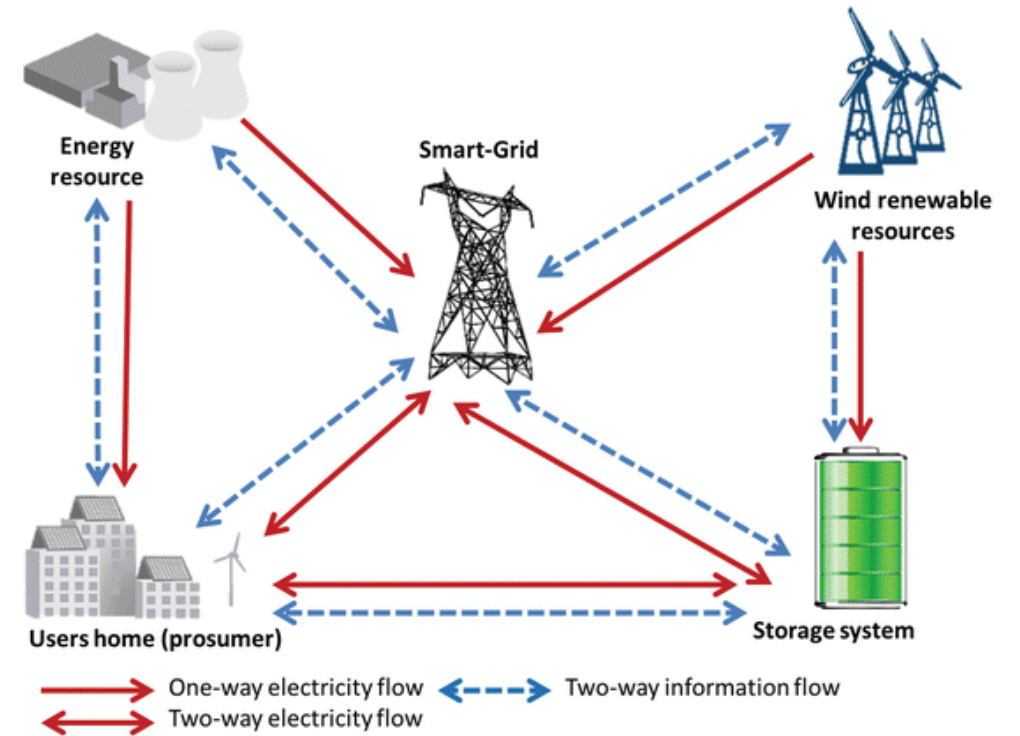 Energy
resource
Smart-Grid
Wind renewable
resources
Users home (prosumer)
Storage system
One-way electricity flow
Two-way information flow
Two-way electricity flow